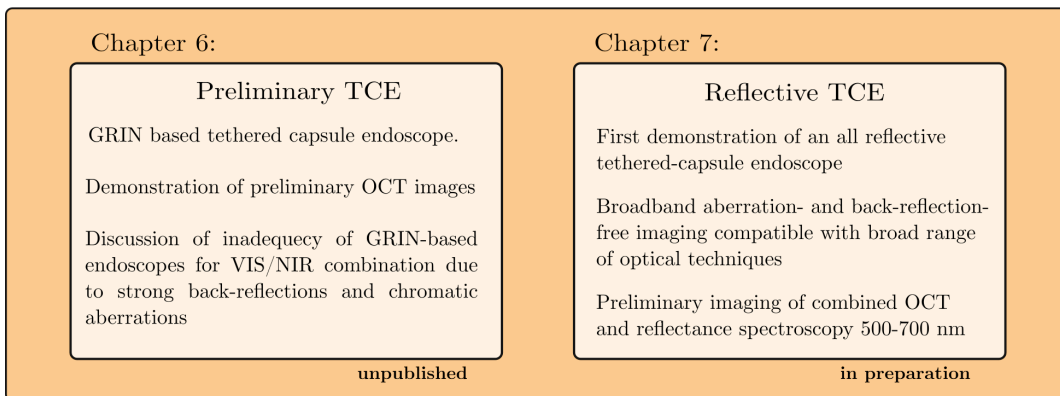 Chapter 6:
Preliminary TCE
GRIN based tethered capsule endoscope.
Demonstration of preliminary OCT images
Discussion of inadequecy of GRIN-based
endoscopes for VIS/NIR combination due
to strong back-reflections and chromatic
aberrations
unpublished
Chapter 7:
Reflective TCE
First demonstration of an all reflective
tethered-capsule endoscope
Broadband aberration- and back-reflection-
free imaging compatible with broad range
of optical techniques
Preliminary imaging of combined OCT
and reflectance spectroscopy 500-700 nm
in preparation